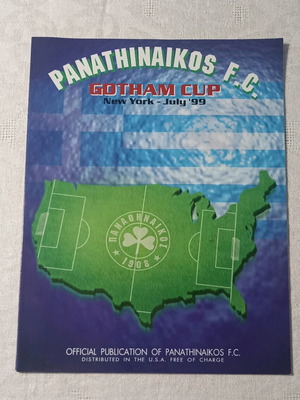 PANATHINAIKOS F.C.
GOTHAM CUP
New York - July '99
ΠΑΝΑΘΗΝΑΪΚΟΣ
1908
OFFICIAL PUBLICATION OF PANATHINAIKOS F.C.
DISTRIBUTED IN THE U.S.A. FREE OF CHARGE